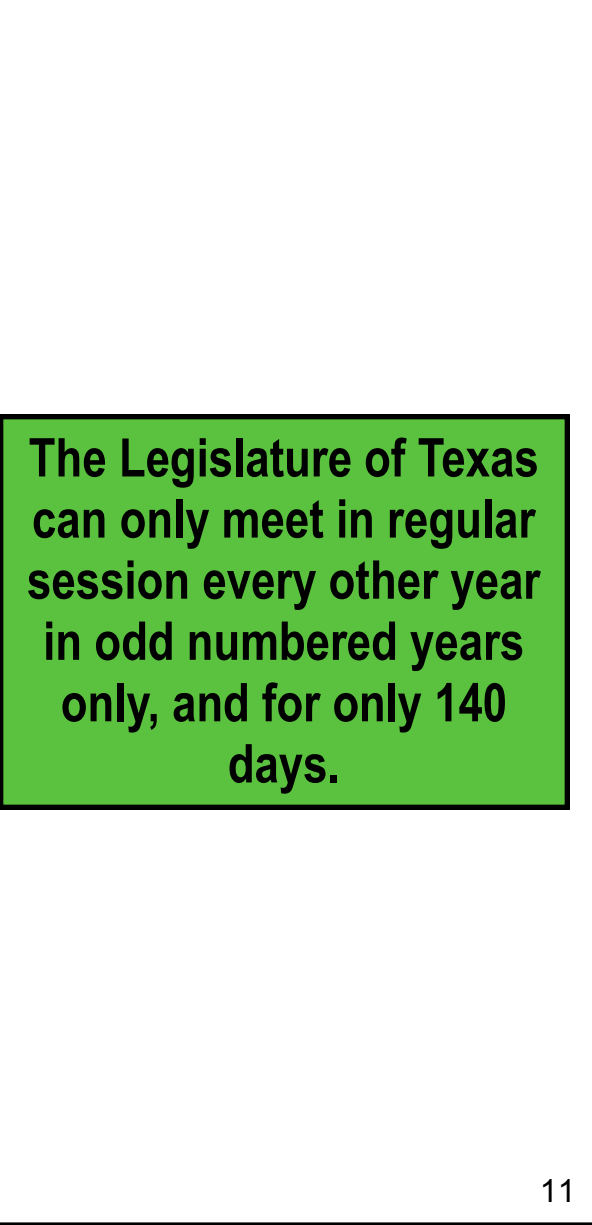 The Legislature of Texas
can only meet in regular
session every other year
in odd numbered years
only, and for only 140
days.
11